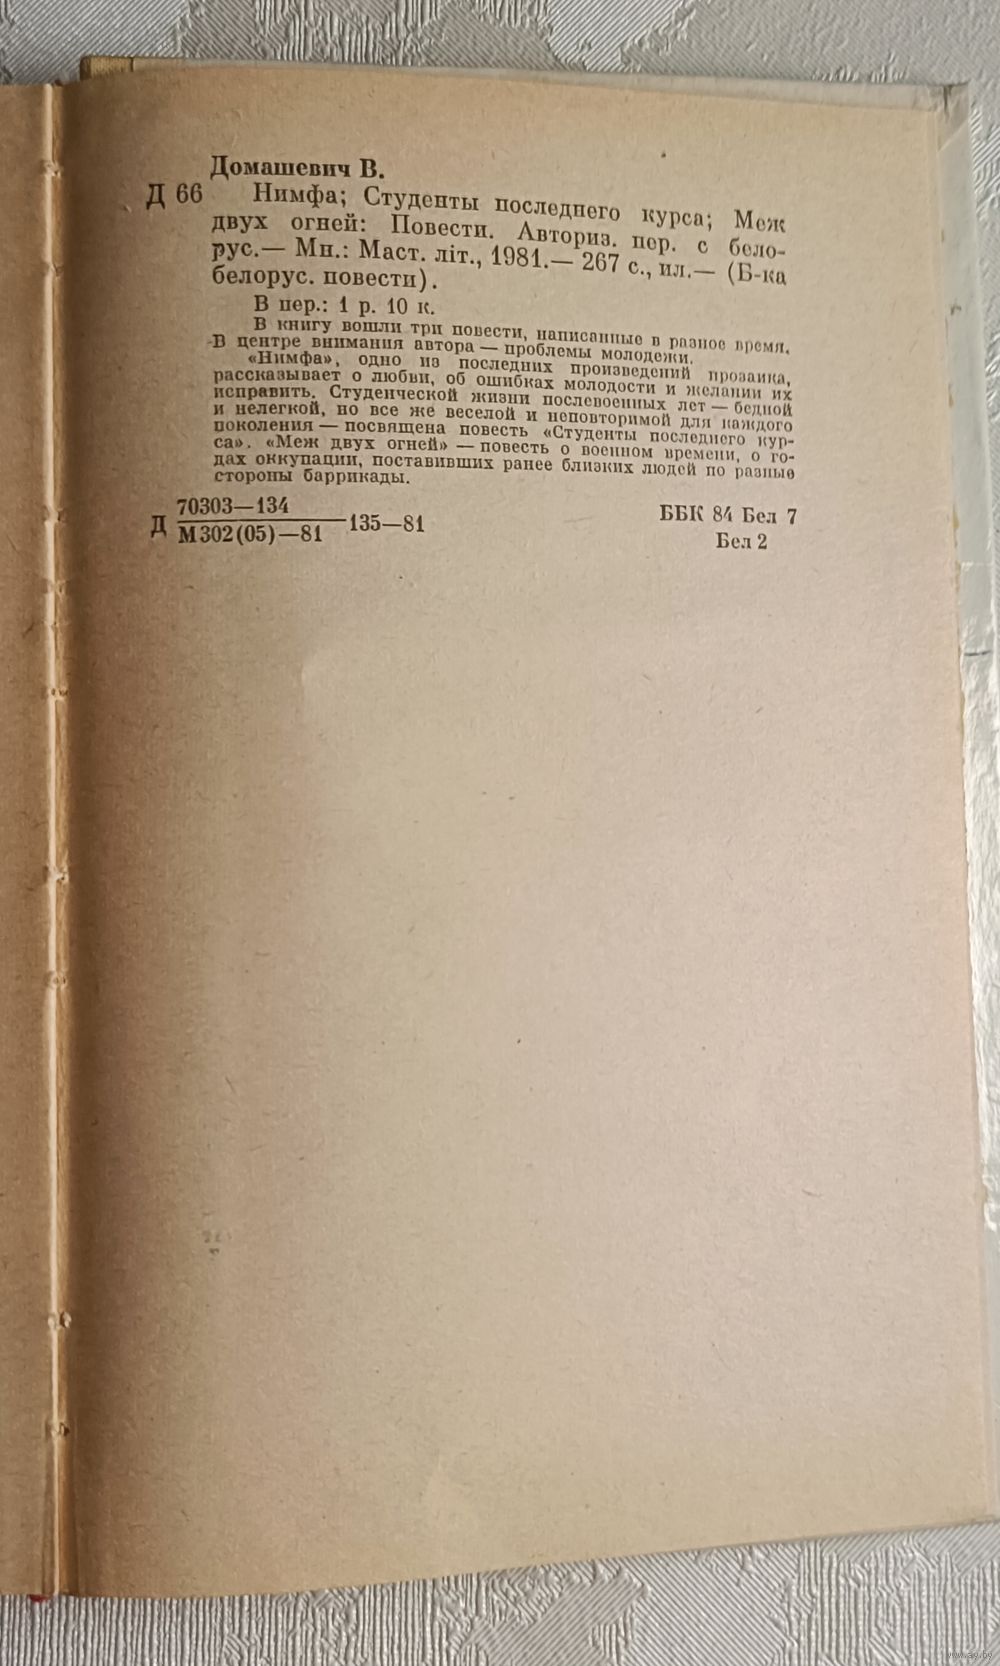 Домашевич В.
Д 66 Нимфа; Студенты последнего курса; Меж
двух огней: Повести. Авториз. пер. с бело-
рус.— Мн.: Маст. літ., 1981.— 267 с., ил.— (Б-ка
белорус. повести).
В пер.: 1 р. 10 к.
В книгу вошли три повести, написанные в разное время.
В центре внимания автора — проблемы молодежи.
«Нимфа», одно из последних произведений прозаика,
рассказывает о любви, об ошибках молодости и желании их
исправить. Студенческой жизни послевоенных лет — бедной
и нелегкой, но все же веселой и неповторимой для каждого
поколения — посвящена повесть «Студенты последнего кур-
са». «Меж двух огней» — повесть о военном времени, о го-
дах оккупации, поставивших ранее близких людей по разные
стороны баррикады.
70303—134
Д М302(05)—81 135—81
ББК 84 Бел 7
Бел 2
www.ay.by